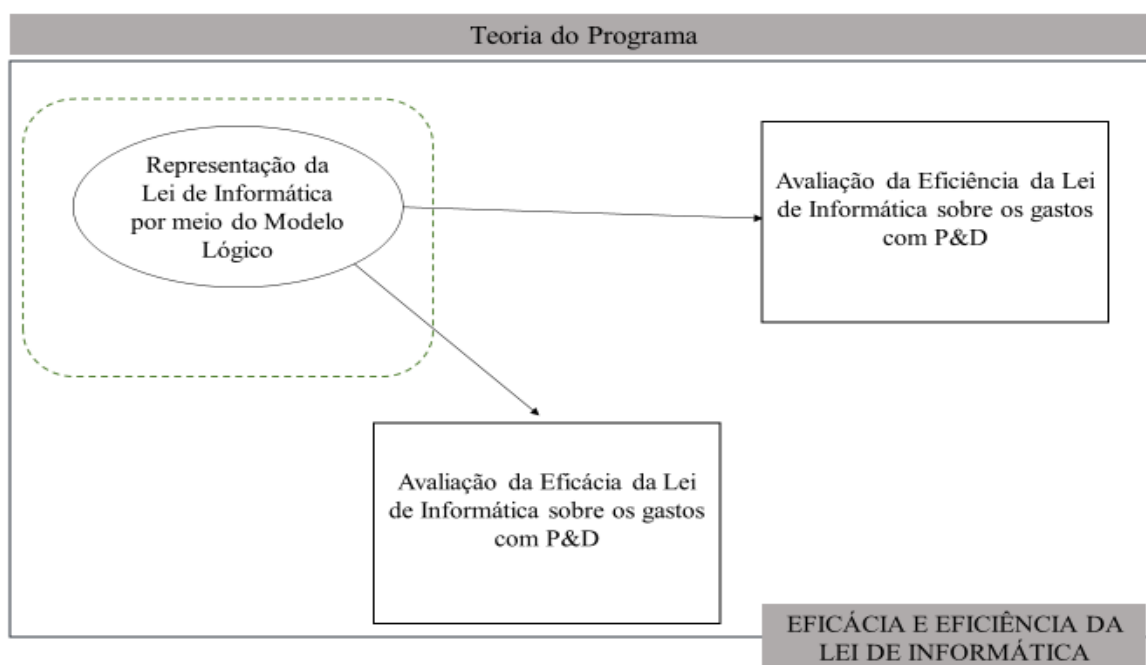 Teoria do Programa
Representação da
Lei de Informática
por meio do Modelo
Lógico
Avaliação da Eficiência da Lei
de Informática sobre os gastos
com P&D
Avaliação da Eficácia da Lei
de Informática sobre os gastos
com P&D
EFICÁCIA E EFICIÊNCIA DA
LEI DE INFORMÁTICA